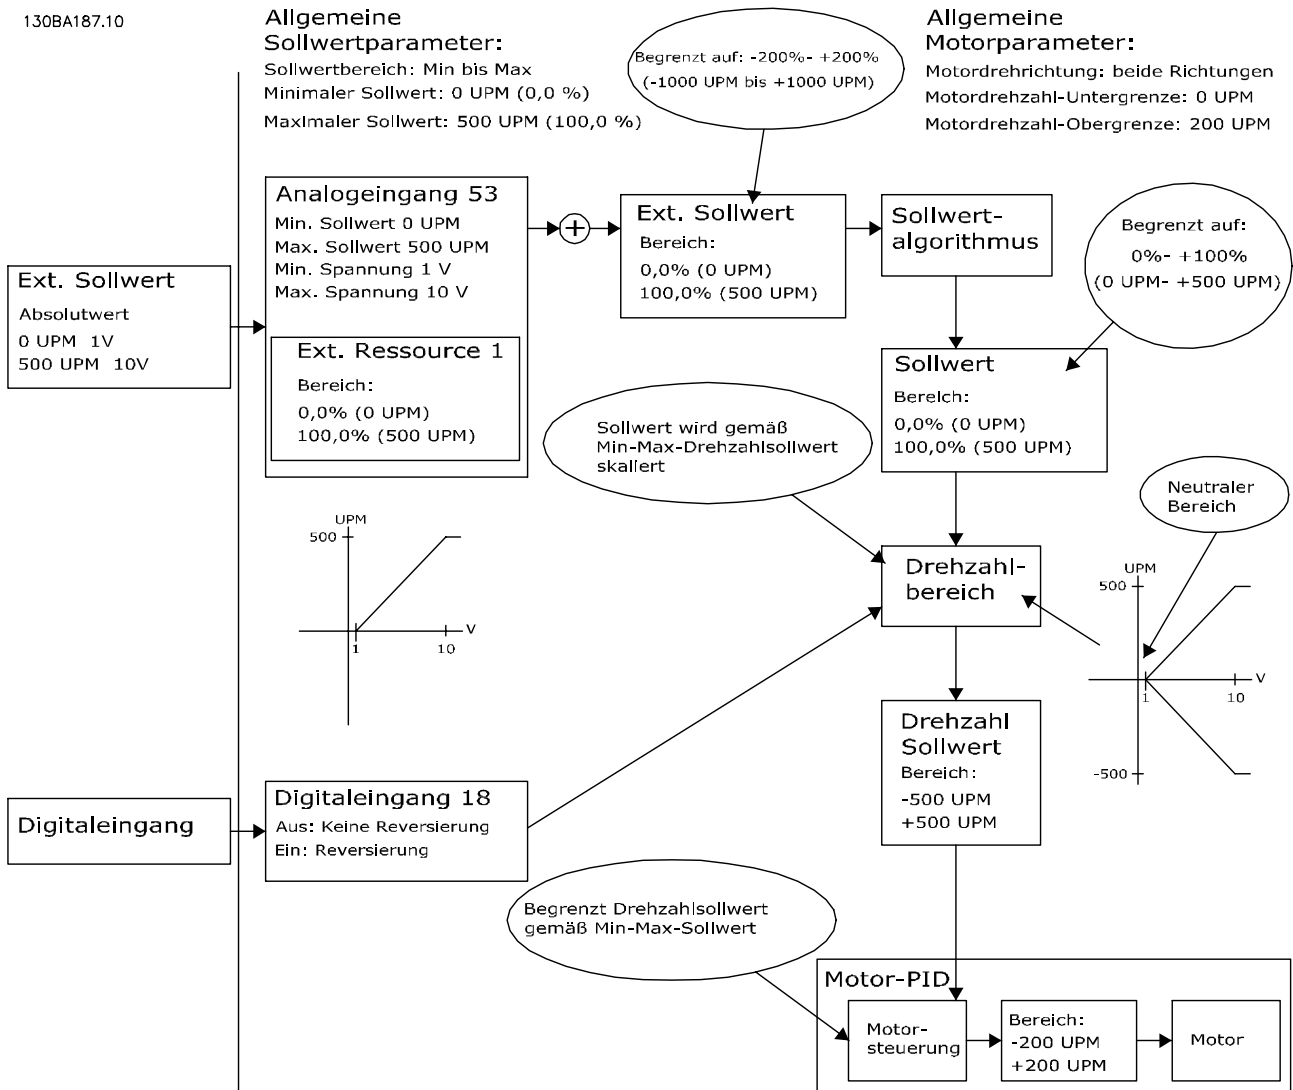 130BA187.10
Allgemeine
Sollwertparameter:
Sollwertbereich: Min bis Max
Minimaler Sollwert: 0 UPM (0,0 %)
Maximaler Sollwert: 500 UPM (100,0 %)
Begrenzt auf: -200%- +200%
(-1000 UPM bis +1000 UPM)
Allgemeine
Motorparameter:
Motordrehrichtung: beide Richtungen
Motordrehzahl-Untergrenze: 0 UPM
Motordrehzahl-Obergrenze: 200 UPM
Ext. Sollwert
Absolutwert
0 UPM 1V
500 UPM 10V
Analogeingang 53
Min. Sollwert 0 UPM
Max. Sollwert 500 UPM
Min. Spannung 1 V
Max. Spannung 10 V
Ext. Ressource 1
Bereich:
0,0% (0 UPM)
100,0% (500 UPM)
+
Ext. Sollwert
Bereich:
0,0% (0 UPM)
100,0% (500 UPM)
Sollwert-
algorithmus
Begrenzt auf:
0%- +100%
(0 UPM- +500 UPM)
Sollwert
Bereich:
0,0% (0 UPM)
100,0% (500 UPM)
Sollwert wird gemäß
Min-Max-Drehzahlsollwert
skaliert
Neutraler
Bereich
UPM
500
V
1
10
Drehzahl-
bereich
UPM
500
V
1
10
-500
Drehzahl
Sollwert
Bereich:
-500 UPM
+500 UPM
Digitaleingang
Digitaleingang 18
Aus: Keine Reversierung
Ein: Reversierung
Begrenzt Drehzahlsollwert
gemäß Min-Max-Sollwert
Motor-PID
Motor-
steuerung
Bereich:
-200 UPM
+200 UPM
Motor